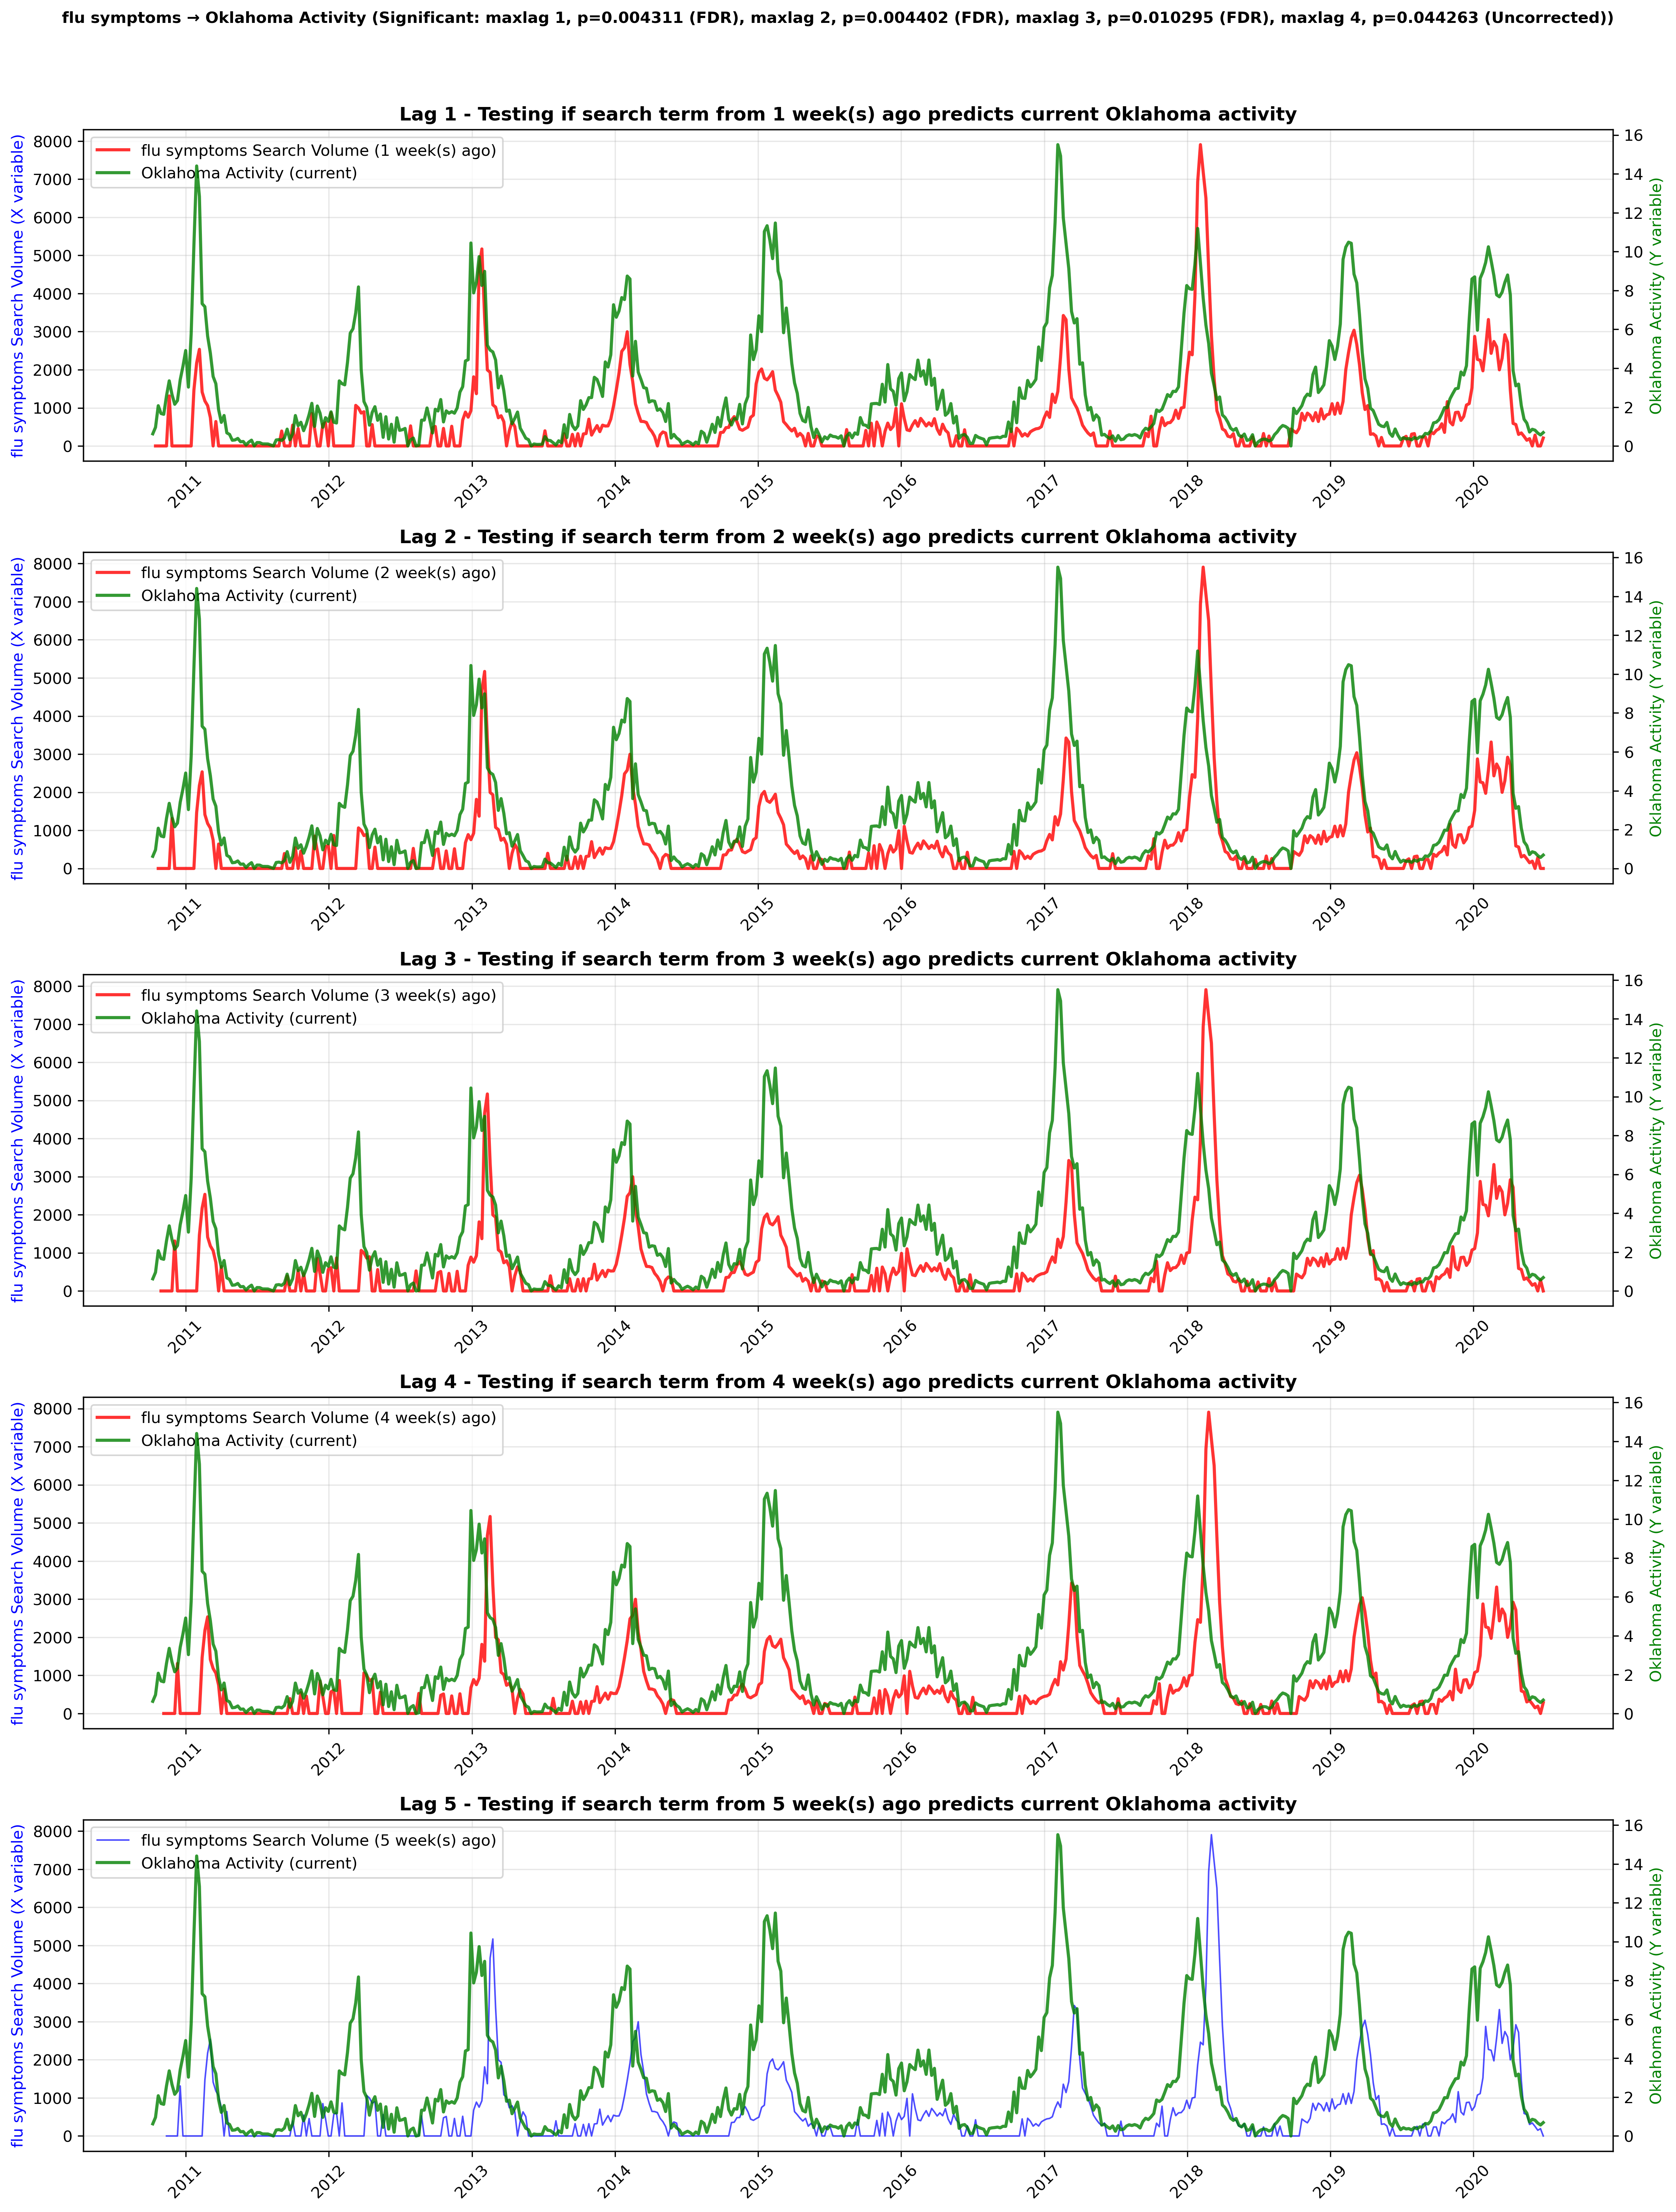 flu symptoms → Oklahoma Activity (Significant: maxlag 1, p=0.004311 (FDR), maxlag 2, p=0.004402 (FDR), maxlag 3, p=0.010295 (FDR), maxlag 4, p=0.044263 (Uncorrected))
Lag 1 - Testing if search term from 1 week(s) ago predicts current Oklahoma activity
flu symptoms Search Volume (X variable)
8000
7000
6000
5000
4000
3000
2000
1000
0
flu symptoms Search Volume (1 week(s) ago)
Oklahoma Activity (current)
16
14
12
10
8
6
4
2
0
Oklahoma Activity (Y variable)
2011 2012 2013 2014 2015 2016 2017 2018 2019 2020
Lag 2 - Testing if search term from 2 week(s) ago predicts current Oklahoma activity
flu symptoms Search Volume (X variable)
8000
7000
6000
5000
4000
3000
2000
1000
0
flu symptoms Search Volume (2 week(s) ago)
Oklahoma Activity (current)
16
14
12
10
8
6
4
2
0
Oklahoma Activity (Y variable)
2011 2012 2013 2014 2015 2016 2017 2018 2019 2020
Lag 3 - Testing if search term from 3 week(s) ago predicts current Oklahoma activity
flu symptoms Search Volume (X variable)
8000
7000
6000
5000
4000
3000
2000
1000
0
flu symptoms Search Volume (3 week(s) ago)
Oklahoma Activity (current)
16
14
12
10
8
6
4
2
0
Oklahoma Activity (Y variable)
2011 2012 2013 2014 2015 2016 2017 2018 2019 2020
Lag 4 - Testing if search term from 4 week(s) ago predicts current Oklahoma activity
flu symptoms Search Volume (X variable)
8000
7000
6000
5000
4000
3000
2000
1000
0
flu symptoms Search Volume (4 week(s) ago)
Oklahoma Activity (current)
16
14
12
10
8
6
4
2
0
Oklahoma Activity (Y variable)
2011 2012 2013 2014 2015 2016 2017 2018 2019 2020
Lag 5 - Testing if search term from 5 week(s) ago predicts current Oklahoma activity
flu symptoms Search Volume (X variable)
8000
7000
6000
5000
4000
3000
2000
1000
0
flu symptoms Search Volume (5 week(s) ago)
Oklahoma Activity (current)
16
14
12
10
8
6
4
2
0
Oklahoma Activity (Y variable)
2011 2012 2013 2014 2015 2016 2017 2018 2019 2020